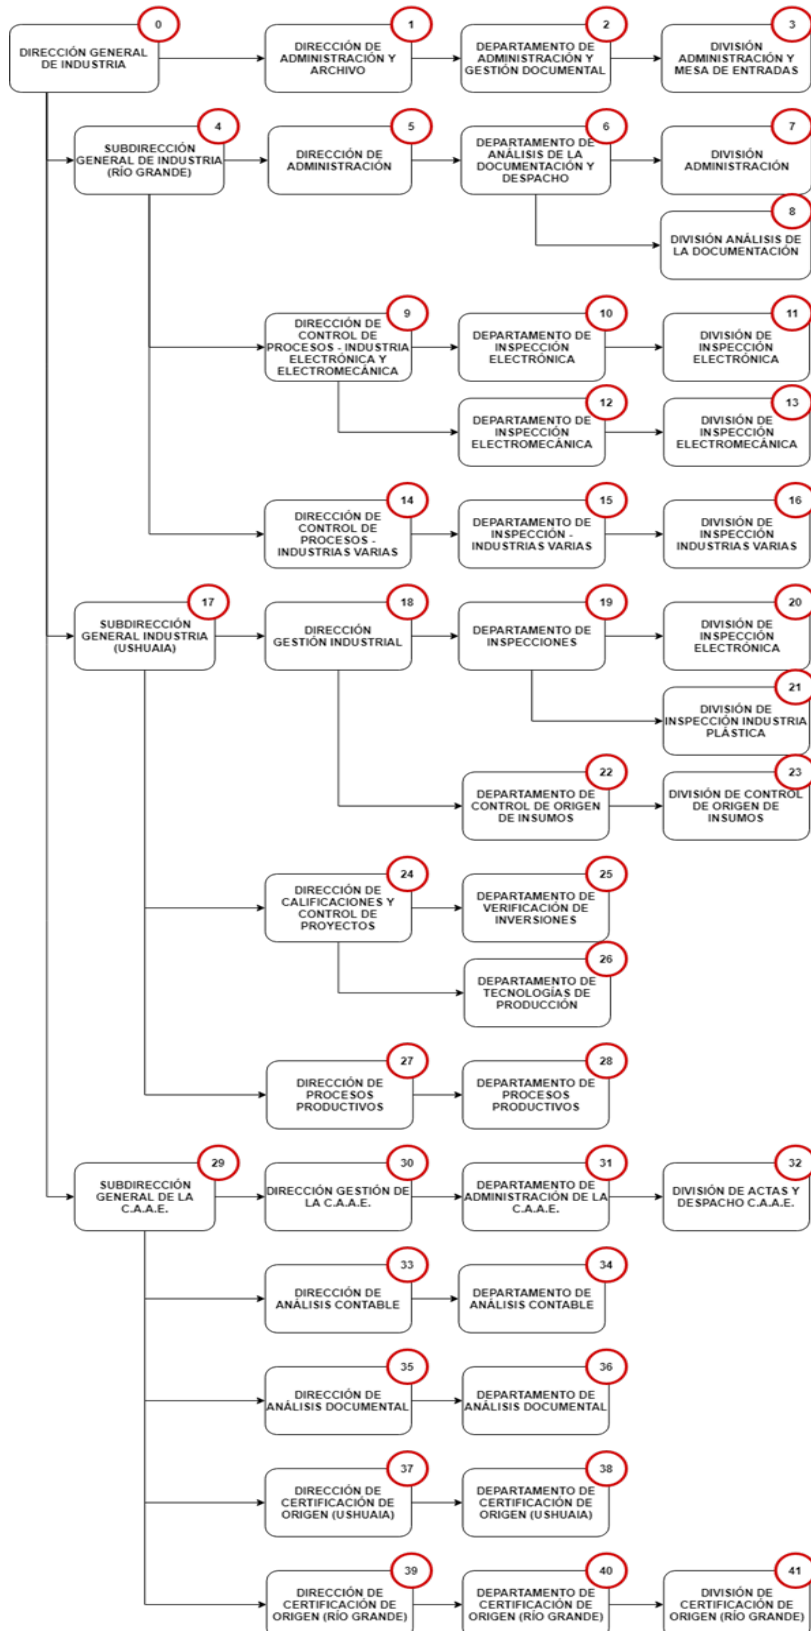 0
DIRECCIÓN GENERAL
DE INDUSTRIA
1
DIRECCIÓN DE
ADMINISTRACIÓN Y
ARCHIVO
2
DEPARTAMENTO DE
ADMINISTRACIÓN Y
GESTIÓN DOCUMENTAL
3
DIVISIÓN
ADMINISTRACIÓN Y
MESA DE ENTRADAS
4
SUBDIRECCIÓN
GENERAL DE INDUSTRIA
(RÍO GRANDE)
5
DIRECCIÓN DE
ADMINISTRACIÓN
6
DEPARTAMENTO DE
ANÁLISIS DE LA
DOCUMENTACIÓN Y
DESPACHO
7
DIVISIÓN
ADMINISTRACIÓN
8
DIVISIÓN ANÁLISIS DE
LA DOCUMENTACIÓN
9
DIRECCIÓN DE
CONTROL DE
PROCESOS - INDUSTRIA
ELECTRÓNICA Y
ELECTROMECÁNICA
10
DEPARTAMENTO DE
INSPECCIÓN
ELECTRÓNICA
11
DIVISIÓN DE
INSPECCIÓN
ELECTRÓNICA
12
DEPARTAMENTO DE
INSPECCIÓN
ELECTROMECÁNICA
13
DIVISIÓN DE
INSPECCIÓN
ELECTROMECÁNICA
14
DIRECCIÓN DE
CONTROL DE
PROCESOS -
INDUSTRIAS VARIAS
15
DEPARTAMENTO DE
INSPECCIÓN -
INDUSTRIAS VARIAS
16
DIVISIÓN DE
INSPECCIÓN
INDUSTRIAS VARIAS
17
SUBDIRECCIÓN
GENERAL INDUSTRIA
(USHUAIA)
18
DIRECCIÓN
GESTIÓN INDUSTRIAL
19
DEPARTAMENTO DE
INSPECCIONES
20
DIVISIÓN DE
INSPECCIÓN
ELECTRÓNICA
21
DIVISIÓN DE
INSPECCIÓN INDUSTRIA
PLÁSTICA
22
DEPARTAMENTO DE
CONTROL DE ORIGEN
DE INSUMOS
23
DIVISIÓN DE CONTROL
DE ORIGEN DE
INSUMOS
24
DIRECCIÓN DE
CALIFICACIONES Y
CONTROL DE
PROYECTOS
25
DEPARTAMENTO DE
VERIFICACIÓN DE
INVERSIONES
26
DEPARTAMENTO DE
TECNOLOGÍAS DE
PRODUCCIÓN
27
DIRECCIÓN DE
PROCESOS
PRODUCTIVOS
28
DEPARTAMENTO DE
PROCESOS
PRODUCTIVOS
29
SUBDIRECCIÓN
GENERAL DE LA
C.A.A.E.
30
DIRECCIÓN GESTIÓN DE
LA C.A.A.E.
31
DEPARTAMENTO DE
ADMINISTRACIÓN DE LA
C.A.A.E.
32
DIVISIÓN DE ACTAS Y
DESPACHO C.A.A.E.
33
DIRECCIÓN DE
ANÁLISIS CONTABLE
34
DEPARTAMENTO DE
ANÁLISIS CONTABLE
35
DIRECCIÓN DE
ANÁLISIS DOCUMENTAL
36
DEPARTAMENTO DE
ANÁLISIS DOCUMENTAL
37
DIRECCIÓN DE
CERTIFICACIÓN DE
ORIGEN (USHUAIA)
38
DEPARTAMENTO DE
CERTIFICACIÓN DE
ORIGEN (USHUAIA)
39
DIRECCIÓN DE
CERTIFICACIÓN DE
ORIGEN (RÍO GRANDE)
40
DEPARTAMENTO DE
CERTIFICACIÓN DE
ORIGEN (RÍO GRANDE)
41
DIVISIÓN DE
CERTIFICACIÓN DE
ORIGEN (RÍO GRANDE)